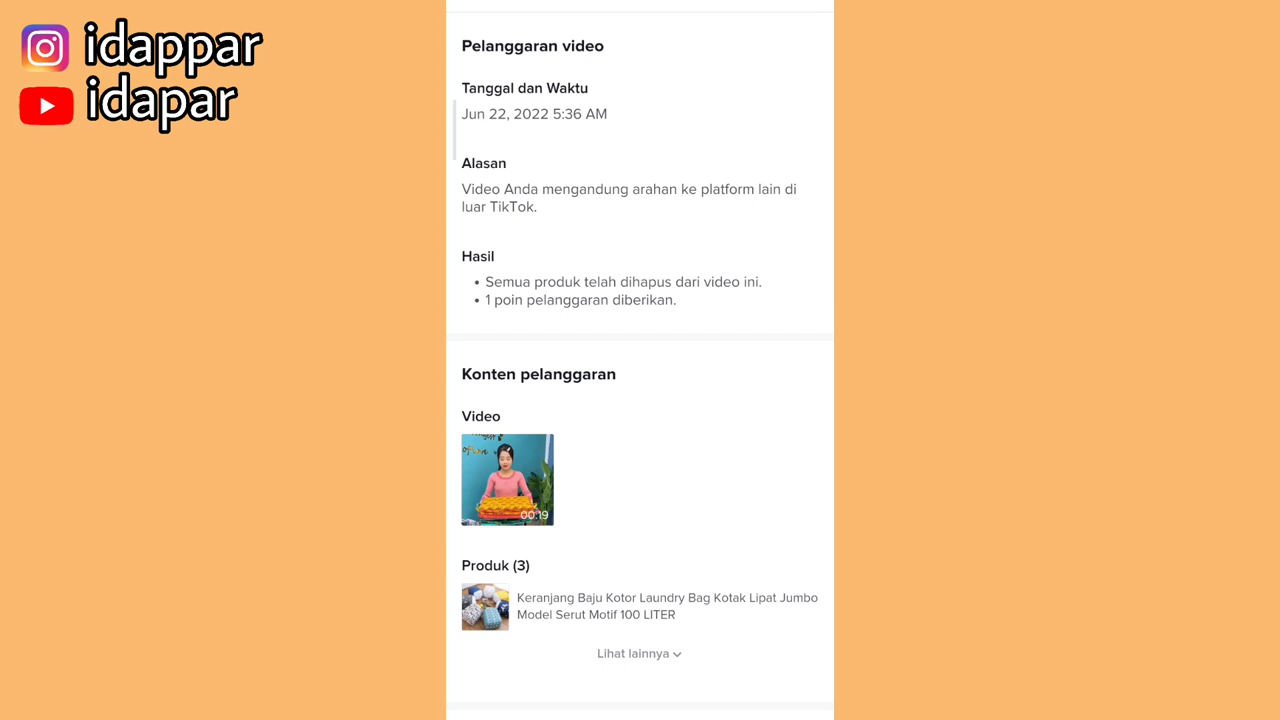 idappar
idapar
Pelanggaran video
Tanggal dan Waktu
Jun 22, 2022 5:36 AM
Alasan
Video Anda mengandung arahan ke platform lain di
luar TikTok.
Hasil
• Semua produk telah dihapus dari video ini.
• 1 poin pelanggaran diberikan.
Konten pelanggaran
Video
00:19
Produk (3)
Keranjang Baju Kotor Laundry Bag Kotak Lipat Jumbo
Model Serut Motif 100 LITER
Lihat lainnya